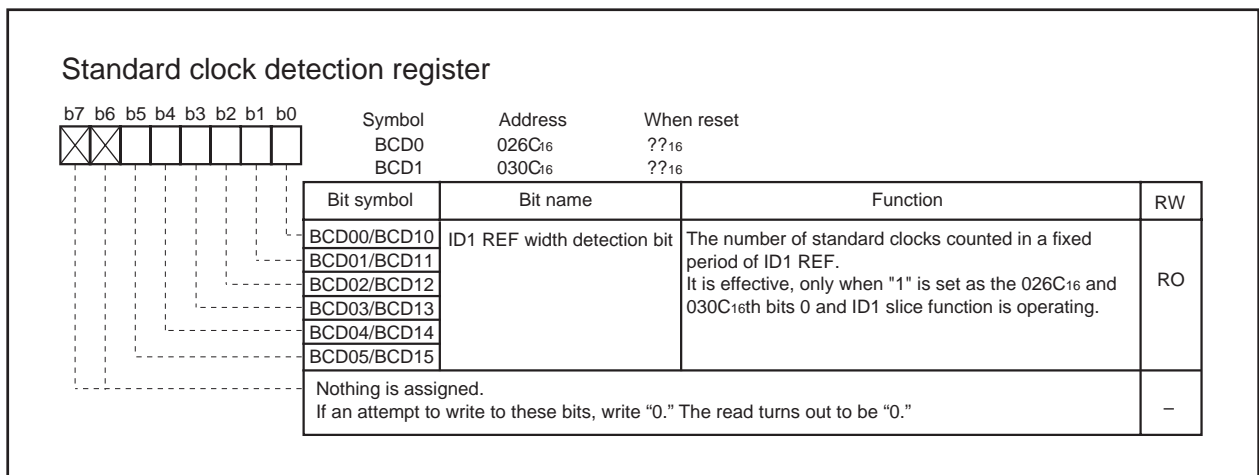 Standard clock detection register
b7 b6 b5 b4 b3 b2 b1 b0
Symbol Address When reset
BCD0 026C16 ??16
BCD1 030C16 ??16
Bit symbol Bit name Function RW
BCD00/BCD10 ID1 REF width detection bit The number of standard clocks counted in a fixed
BCD01/BCD11 period of ID1 REF.
BCD02/BCD12 It is effective, only when "1" is set as the 026C16 and RO
BCD03/BCD13 030C16th bits 0 and ID1 slice function is operating.
BCD04/BCD14
BCD05/BCD15
Nothing is assigned.
If an attempt to write to these bits, write “0.” The read turns out to be “0.” –